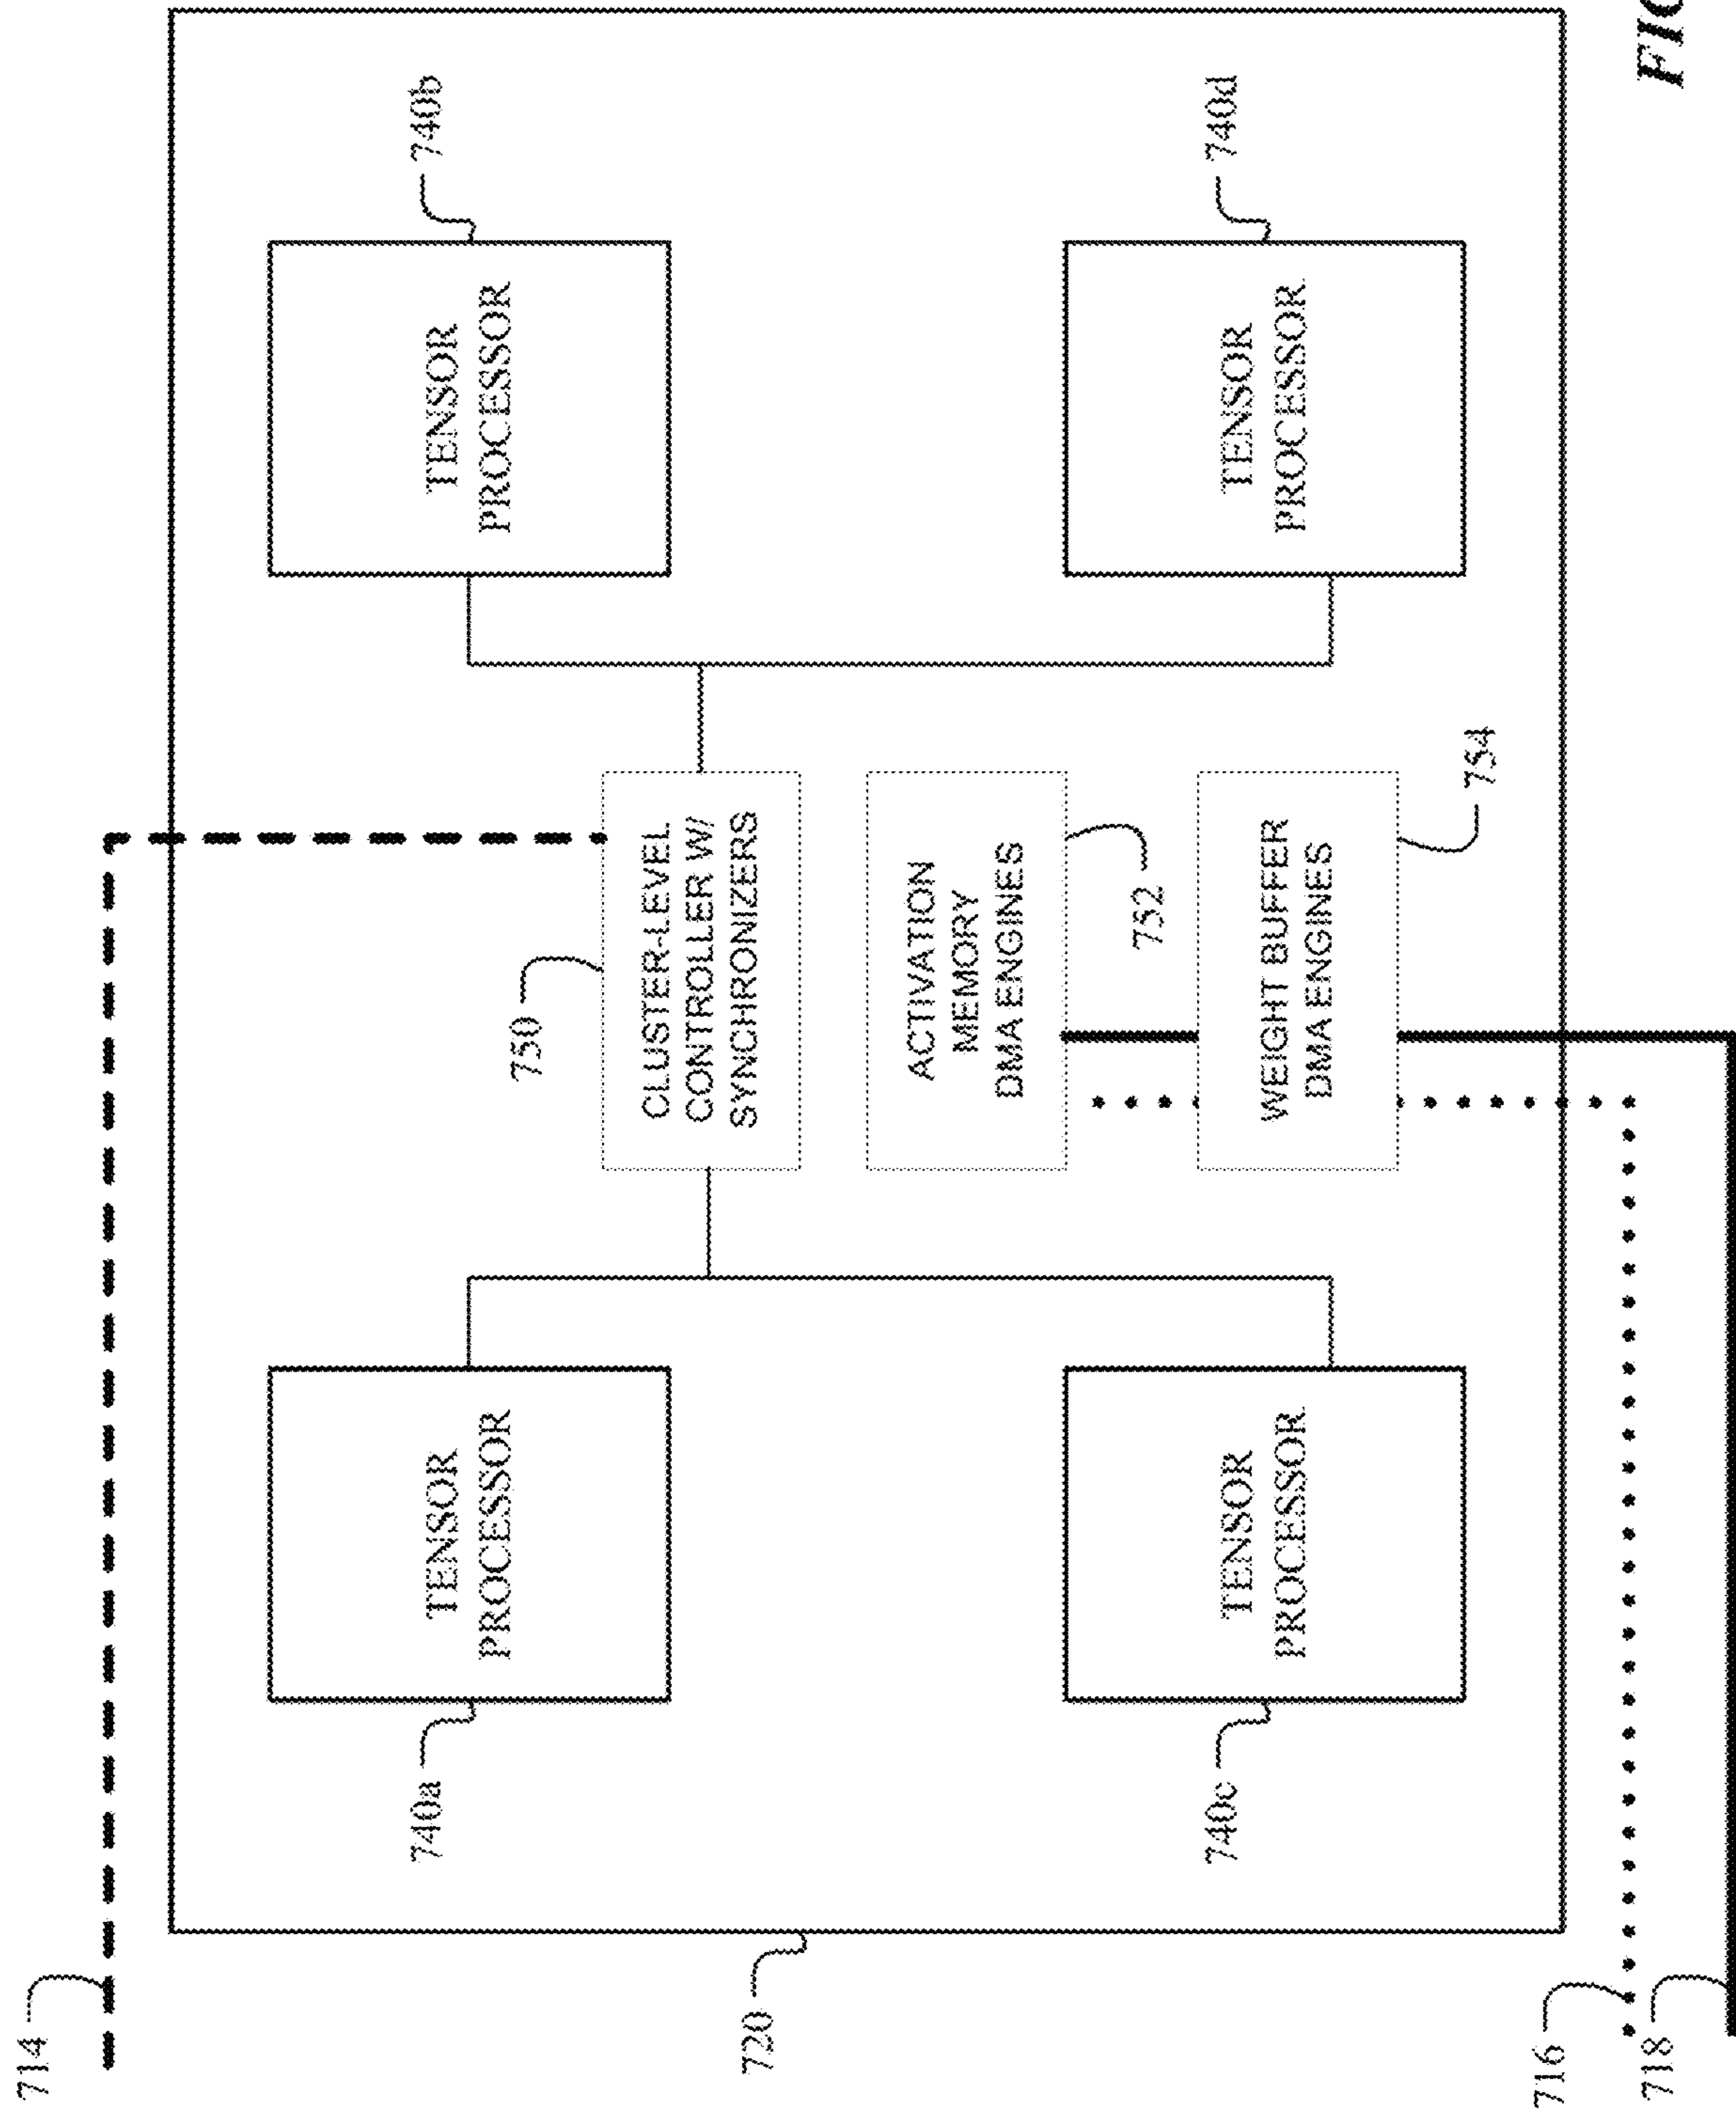 714
740a
TENSOR
PROCESSOR
TENSOR
PROCESSOR
740b
750
CLUSTER-LEVEL
CONTROLLER W/
SYNCHRONIZERS
720
ACTIVATION
MEMORY
DMA ENGINES
752
740c
TENSOR
PROCESSOR
WEIGHT BUFFER
DMA ENGINES
754
TENSOR
PROCESSOR
740d
716
718